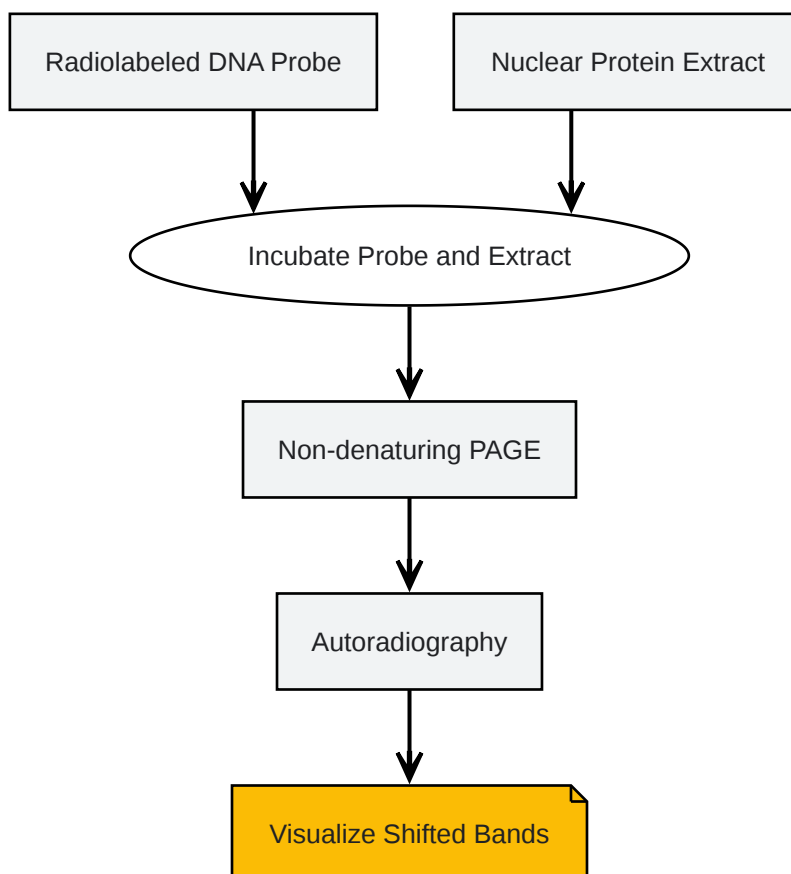 Radiolabeled DNA Probe
Nuclear Protein Extract
Incubate Probe and Extract
Non-denaturing PAGE
Autoradiography
Visualize Shifted Bands